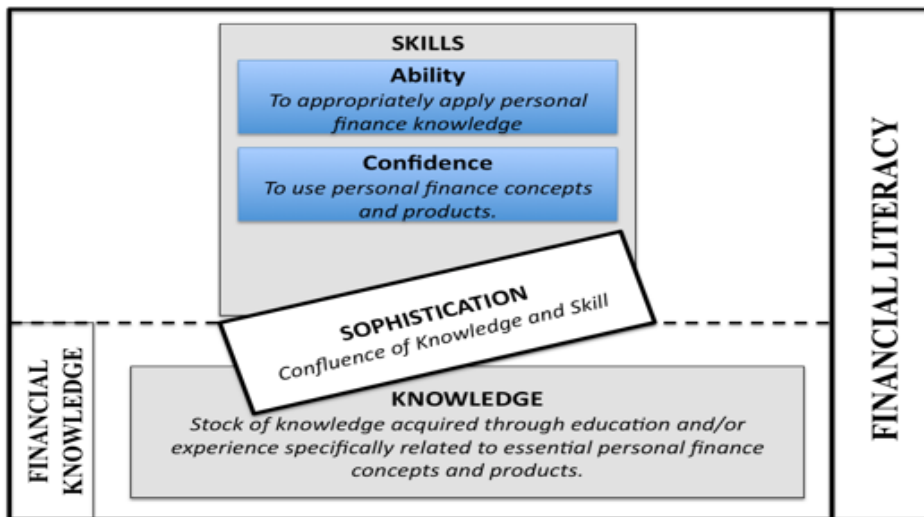 SKILLS
Ability
To appropriately apply personal
finance knowledge
Confidence
To use personal finance concepts
and products.
SOPHISTICATION
Confluence of Knowledge and Skill
KNOWLEDGE
Stock of knowledge acquired through education and/or
experience specifically related to essential personal finance
concepts and products.
FINANCIAL
KNOWLEDGE
FINANCIAL LITERACY